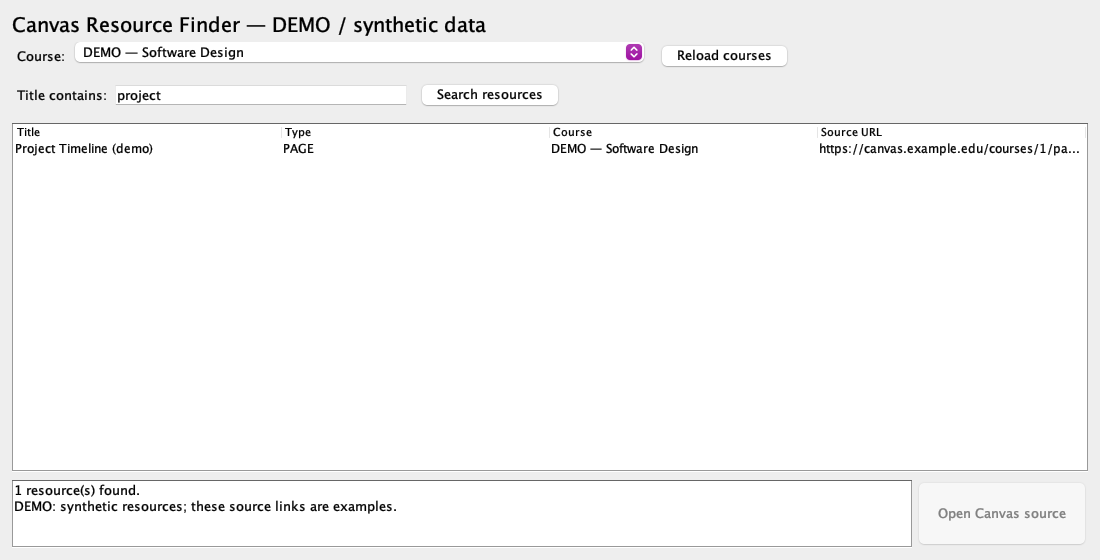 Canvas Resource Finder — DEMO / synthetic data
Course: DEMO — Software Design Reload courses
Title contains: project Search resources
Title Type Course Source URL
Project Timeline (demo) PAGE DEMO — Software Design https://canvas.example.edu/courses/1/pa...
1 resource(s) found.
DEMO: synthetic resources; these source links are examples.
Open Canvas source